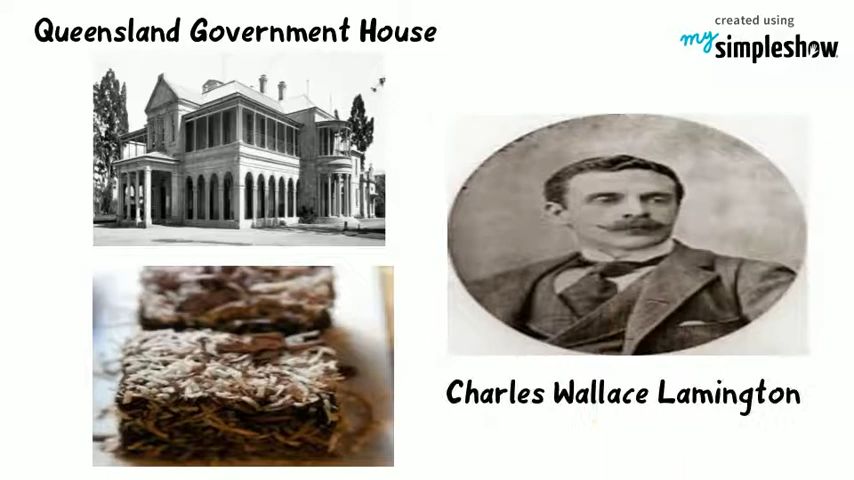 Queensland Government House
created using
my simpleshow
Charles Wallace Lamington